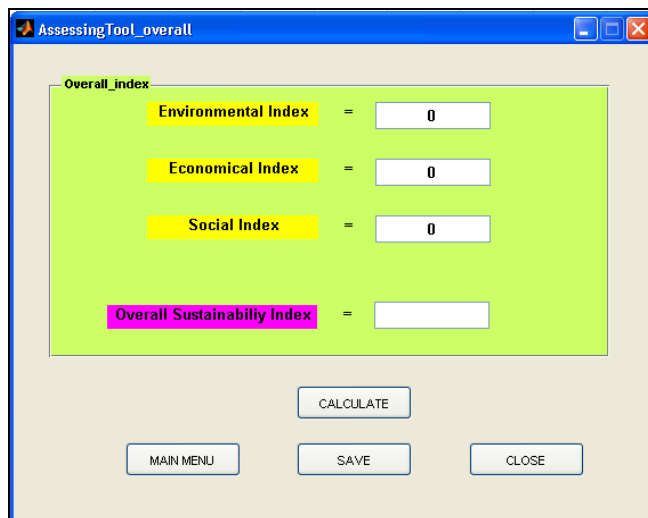 AssessingTool_overall
Overall_index
Environmental Index = 0
Economical Index = 0
Social Index = 0
Overall Sustainabiliy Index =
CALCULATE
MAIN MENU SAVE CLOSE